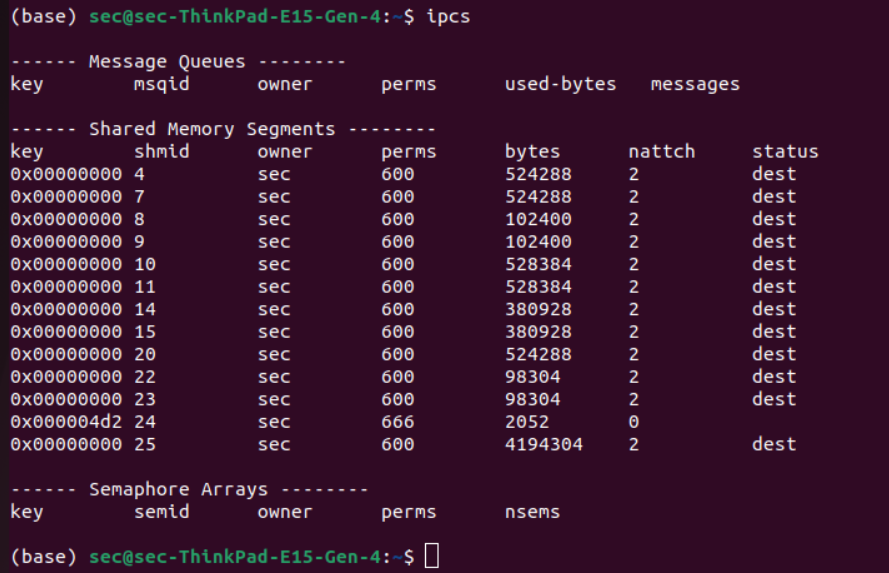 (base) sec@sec-ThinkPad-E15-Gen-4:~$ ipcs
------ Message Queues --------
key        msqid      owner      perms      used-bytes   messages
------ Shared Memory Segments --------
key        shmid      owner      perms      bytes      nattch     status
0x00000000 4          sec        600        524288     2          dest
0x00000000 7          sec        600        524288     2          dest
0x00000000 8          sec        600        102400     2          dest
0x00000000 9          sec        600        102400     2          dest
0x00000000 10         sec        600        528384     2          dest
0x00000000 11         sec        600        528384     2          dest
0x00000000 14         sec        600        380928     2          dest
0x00000000 15         sec        600        380928     2          dest
0x00000000 20         sec        600        524288     2          dest
0x00000000 22         sec        600        98304      2          dest
0x00000000 23         sec        600        98304      2          dest
0x000004d2 24         sec        666        2052       0
0x00000000 25         sec        600        4194304    2          dest
------ Semaphore Arrays --------
key        semid      owner      perms      nsems
(base) sec@sec-ThinkPad-E15-Gen-4:~$